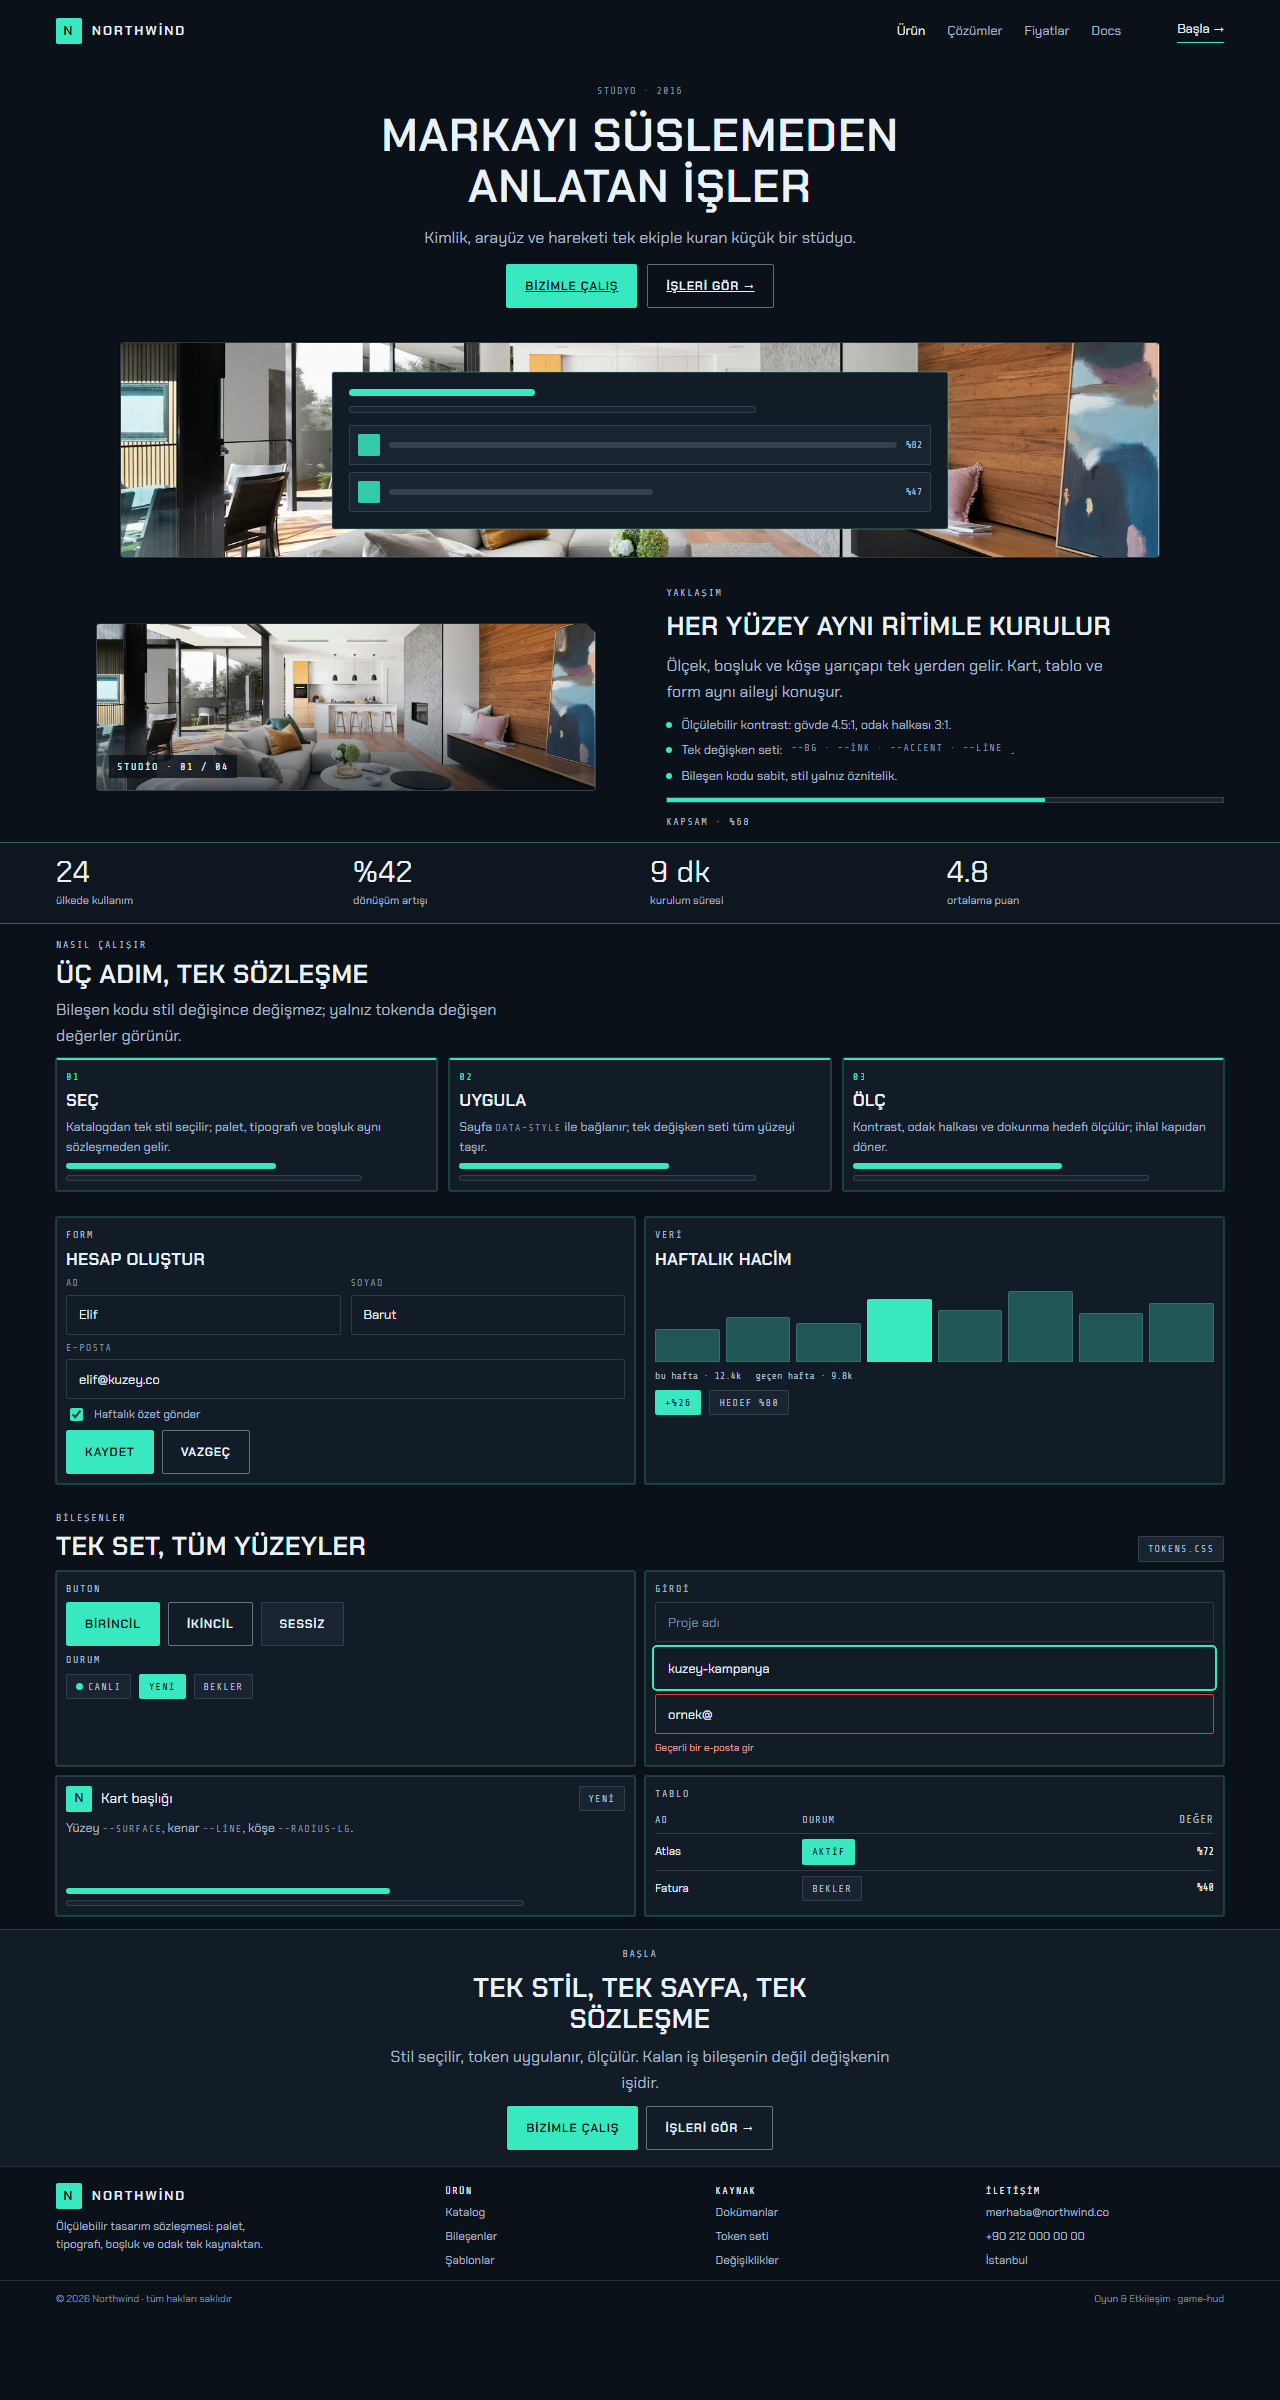 N NORTHWİND
Ürün Çözümler Fiyatlar Docs Başla →
STÜDYO · 2016
MARKAYI SÜSLEMEDEN
ANLATAN İŞLER
Kimlik, arayüz ve hareketi tek ekiple kuran küçük bir stüdyo.
BİZİMLE ÇALIŞ İŞLERİ GÖR →
%82
%47
STUDİO · 01 / 04
YAKLAŞIM
HER YÜZEY AYNI RİTİMLE KURULUR
Ölçek, boşluk ve köşe yarıçapı tek yerden gelir. Kart, tablo ve
form aynı aileyi konuşur.
Ölçülebilir kontrast: gövde 4.5:1, odak halkası 3:1.
Tek değişken seti: --BG · --İNK · --ACCENT · --LİNE .
Bileşen kodu sabit, stil yalnız öznitelik.
KAPSAM · %68
24 %42 9 dk 4.8
ülkede kullanım dönüşüm artışı kurulum süresi ortalama puan
NASIL ÇALIŞIR
ÜÇ ADIM, TEK SÖZLEŞME
Bileşen kodu stil değişince değişmez; yalnız tokenda değişen
değerler görünür.
01
SEÇ
Katalogdan tek stil seçilir; palet, tipografi ve boşluk aynı
sözleşmeden gelir.
02
UYGULA
Sayfa DATA-STYLE ile bağlanır; tek değişken seti tüm yüzeyi
taşır.
03
ÖLÇ
Kontrast, odak halkası ve dokunma hedefi ölçülür; ihlal kapıdan
döner.
FORM
HESAP OLUŞTUR
AD SOYAD
Elif Barut
E-POSTA
elif@kuzey.co
Haftalık özet gönder
KAYDET VAZGEÇ
VERİ
HAFTALIK HACİM
bu hafta · 12.4k geçen hafta · 9.8k
+%26 HEDEF %80
BİLEŞENLER
TEK SET, TÜM YÜZEYLER
TOKENS.CSS
BUTON
BİRİNCİL İKİNCİL SESSİZ
DURUM
CANLI YENİ BEKLER
GİRDİ
Proje adı
kuzey-kampanya
ornek@
Geçerli bir e-posta gir
N Kart başlığı YENİ
Yüzey --SURFACE, kenar --LİNE, köşe --RADİUS-LG.
TABLO
AD DURUM DEĞER
Atlas AKTİF %72
Fatura BEKLER %40
BAŞLA
TEK STİL, TEK SAYFA, TEK
SÖZLEŞME
Stil seçilir, token uygulanır, ölçülür. Kalan iş bileşenin değil değişkenin
işidir.
BİZİMLE ÇALIŞ İŞLERİ GÖR →
N NORTHWİND
Ölçülebilir tasarım sözleşmesi: palet,
tipografi, boşluk ve odak tek kaynaktan.
ÜRÜN
Katalog
Bileşenler
Şablonlar
KAYNAK
Dokümanlar
Token seti
Değişiklikler
İLETİŞİM
merhaba@northwind.co
+90 212 000 00 00
İstanbul
© 2026 Northwind · tüm hakları saklıdır
Oyun & Etkileşim · game-hud